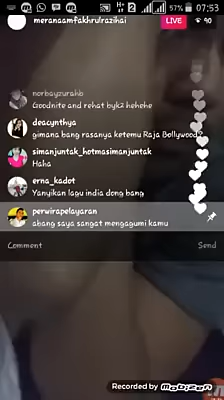 57% 07:53
meranaamfakhrulrazihai LIVE 90
norbayzurahb
Goodnite and rehat byk2 hehehe
deacynthya
gimana bang rasanya ketemu Raja Bollywood?
simanjuntak_hotmasimanjuntak
Haha
erna_kadot
Yanyikan lagu india dong bang
perwirapelayaran
abang saya sangat mengagumi kamu
Comment Send
Recorded by Mobizen